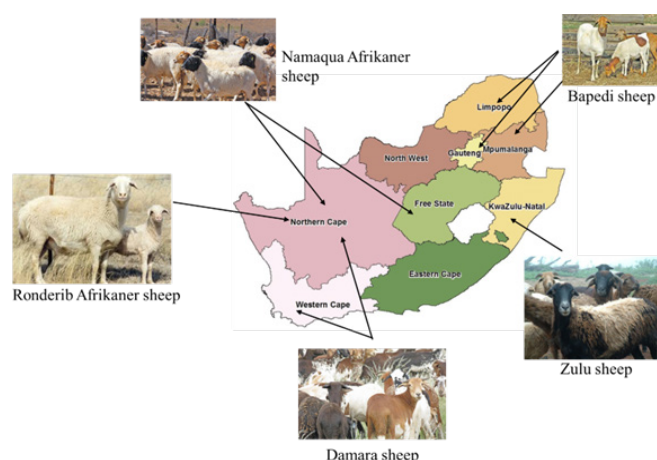 Namaqua Afrikaner
sheep
Bapedi sheep
Limpopo
North West
Gauteng
Mpumalanga
Free State
KwaZulu-Natal
Northern Cape
Eastern Cape
Western Cape
Ronderib Afrikaner sheep
Zulu sheep
Damara sheep